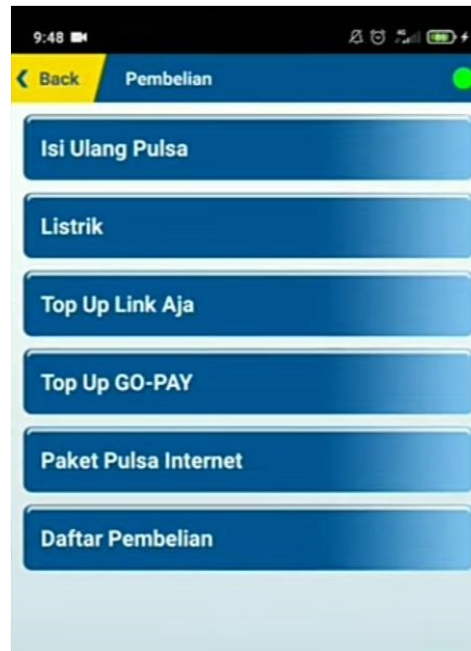 9:48
Back
Pembelian
Isi Ulang Pulsa
Listrik
Top Up Link Aja
Top Up GO-PAY
Paket Pulsa Internet
Daftar Pembelian